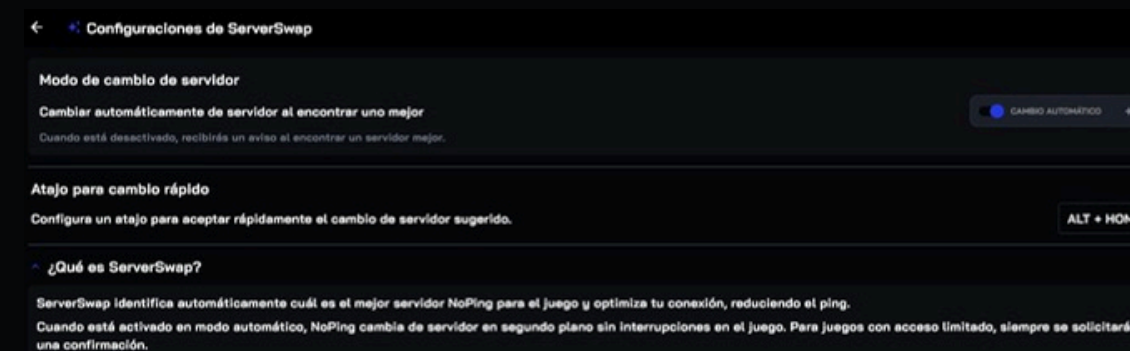 Configuraciones de ServerSwap
Modo de cambio de servidor
Cambiar automáticamente de servidor al encontrar uno mejor
CAMBIO AUTOMÁTICO
Cuando está desactivado, recibirás un aviso al encontrar un servidor mejor.
Atajo para cambio rápido
Configura un atajo para aceptar rápidamente el cambio de servidor sugerido.
ALT + HOM
¿Qué es ServerSwap?
ServerSwap identifica automáticamente cuál es el mejor servidor NoPing para el juego y optimiza tu conexión, reduciendo el ping.
Cuando está activado en modo automático, NoPing cambia de servidor en segundo plano sin interrupciones en el juego. Para juegos con acceso limitado, siempre se solicitará
una confirmación.